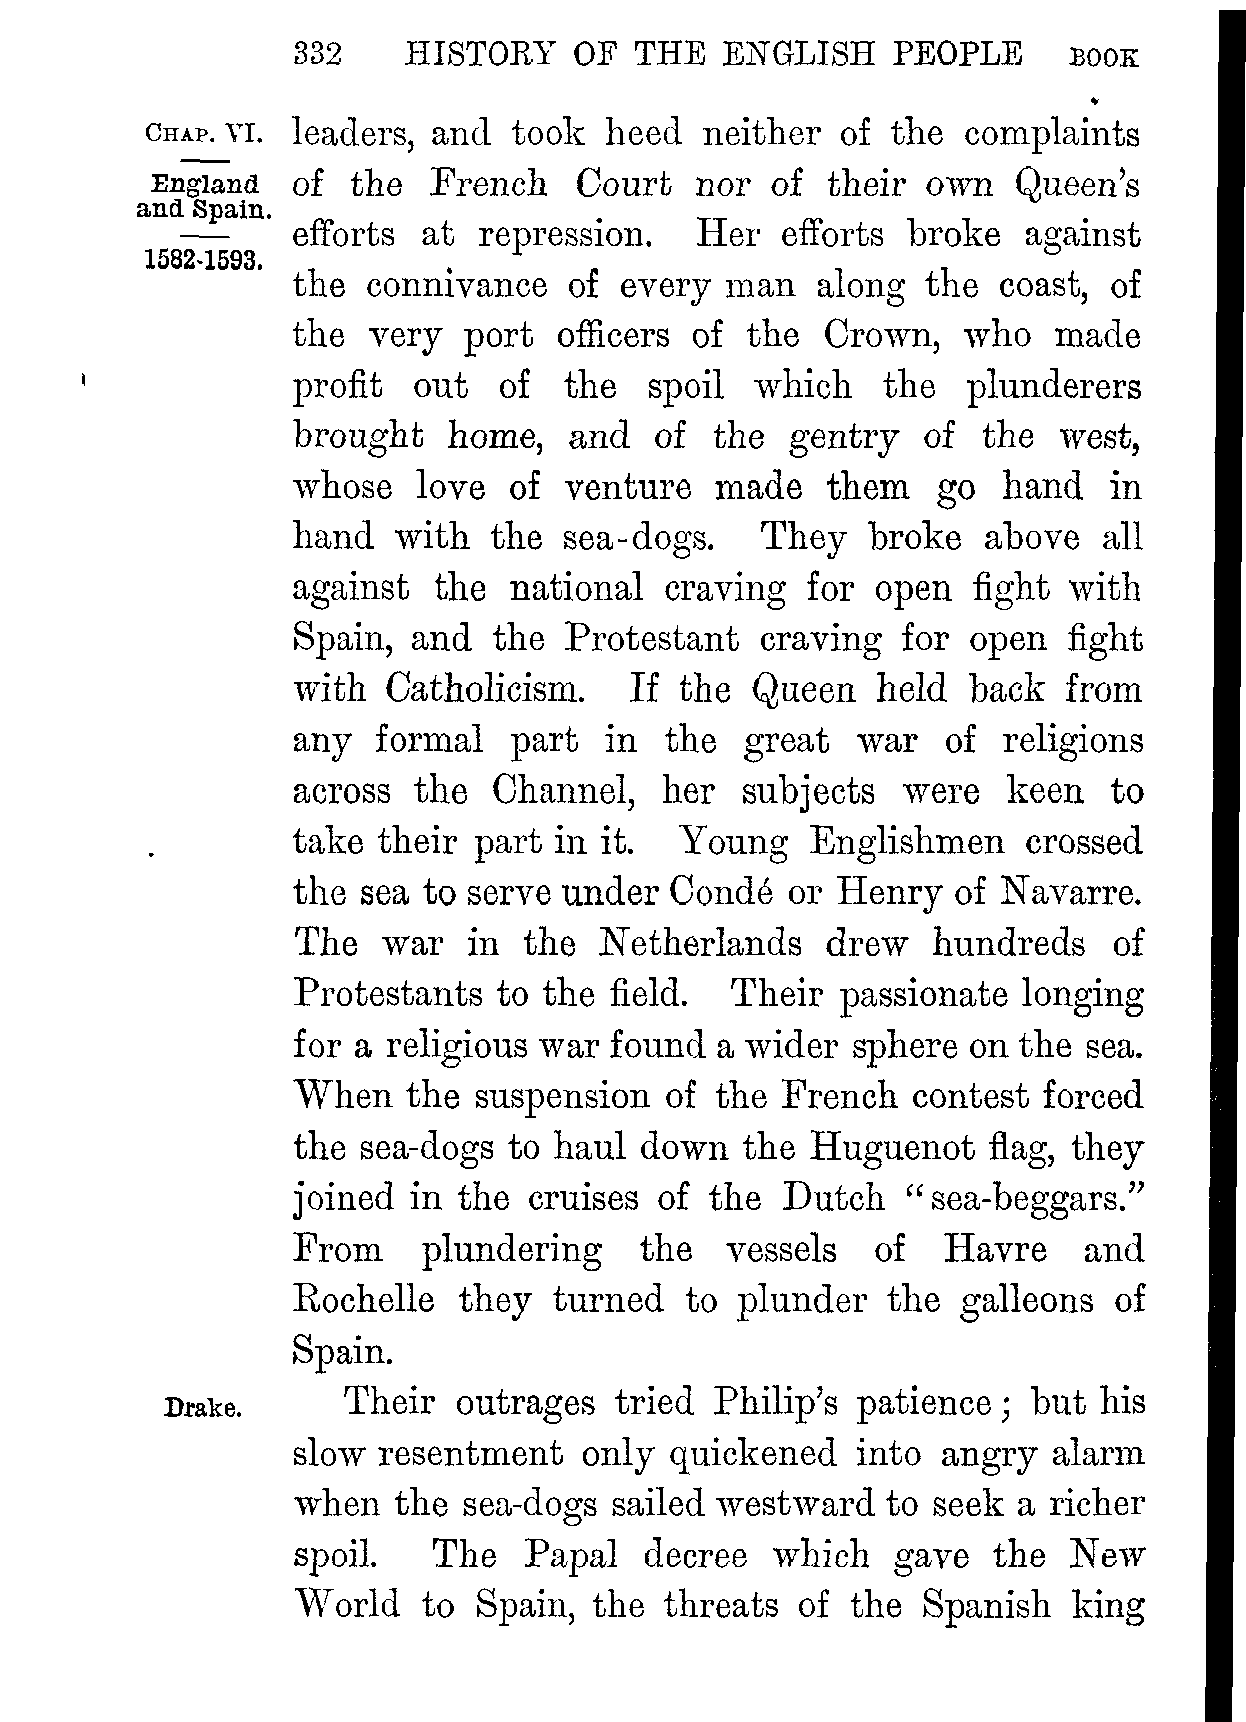 332 HISTORY OF THE ENGLISH PEOPLE BOOK
CHAP. VI.
England
and Spain.
1582-1593.
leaders, and took heed neither of the complaints
of the French Court nor of their own Queen's
efforts at repression. Her efforts broke against
the connivance of every man along the coast, of
the very port officers of the Crown, who made
profit out of the spoil which the plunderers
brought home, and of the gentry of the west,
whose love of venture made them go hand in
hand with the sea-dogs. They broke above all
against the national craving for open fight with
Spain, and the Protestant craving for open fight
with Catholicism. If the Queen held back from
any formal part in the great war of religions
across the Channel, her subjects were keen to
take their part in it. Young Englishmen crossed
the sea to serve under Condé or Henry of Navarre.
The war in the Netherlands drew hundreds of
Protestants to the field. Their passionate longing
for a religious war found a wider sphere on the sea.
When the suspension of the French contest forced
the sea-dogs to haul down the Huguenot flag, they
joined in the cruises of the Dutch “sea-beggars.”
From plundering the vessels of Havre and
Rochelle they turned to plunder the galleons of
Spain.
Drake.
Their outrages tried Philip's patience; but his
slow resentment only quickened into angry alarm
when the sea-dogs sailed westward to seek a richer
spoil. The Papal decree which gave the New
World to Spain, the threats of the Spanish king